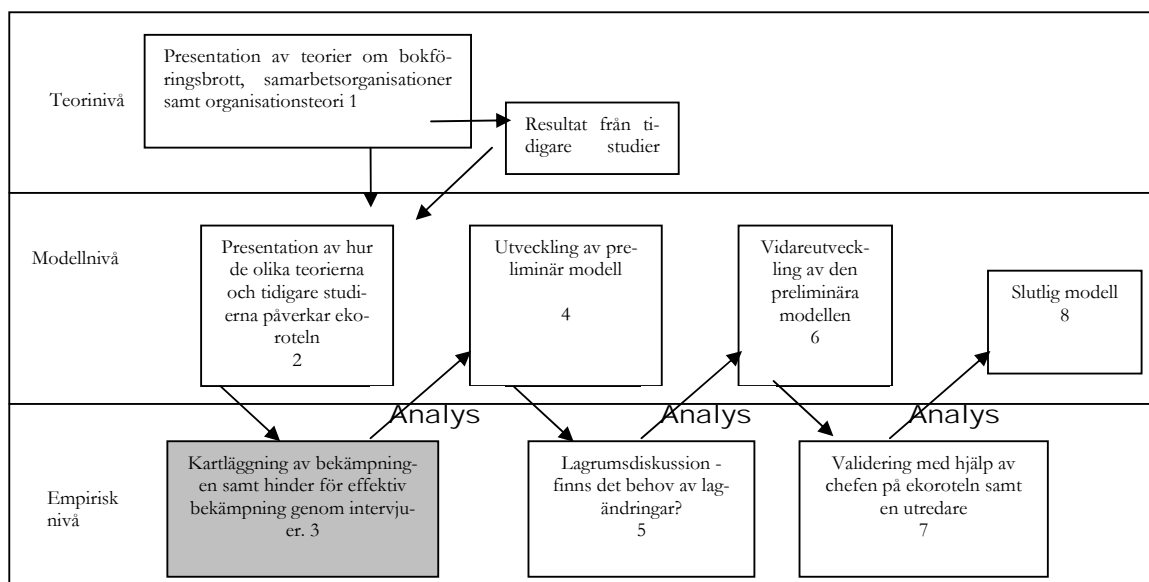 Teorinivå
Presentation av teorier om bokfö-
ringsbrott, samarbetsorganisationer
samt organisationsteori 1
Resultat från ti-
digare studier
Modellnivå
Presentation av hur
de olika teorierna
och tidigare studi-
erna påverkar eko-
roteln
2
Utveckling av pre-
liminär modell
4
Vidareutveck-
ling av den
preliminära
modellen
6
Slutlig modell
8
Analys
Analys
Analys
Empirisk
nivå
Kartläggning av bekämpning-
en samt hinder för effektiv
bekämpning genom intervju-
er. 3
Lagrumsdiskussion -
finns det behov av lag-
ändringar?
5
Validering med hjälp av
chefen på ekoroteln samt
en utredare
7